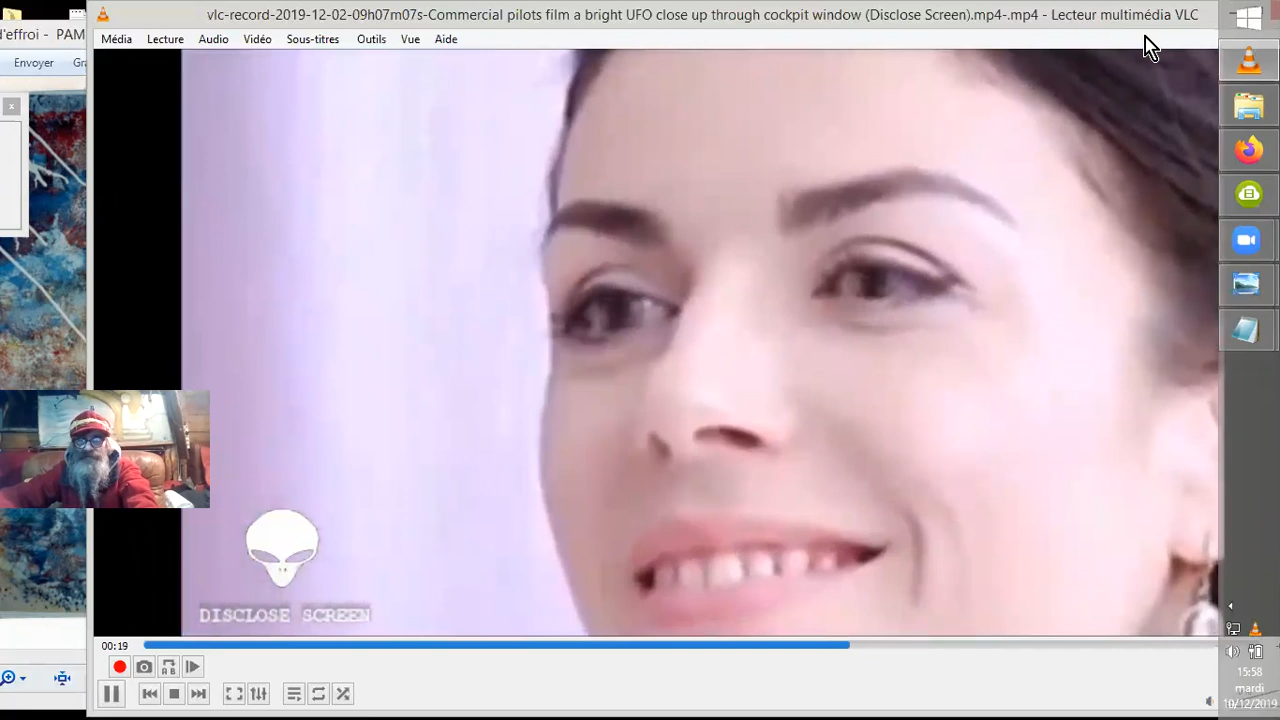 vlc-record-2019-12-02-09h07m07s-Commercial pilots film a bright UFO close up through cockpit window (Disclose Screen).mp4-.mp4 - Lecteur multimédia VLC
d'effroi - PAM
Média Lecture Audio Vidéo Sous-titres Outils Vue Aide
Envoyer
x
DISCLOSE SCREEN
00:19
A B
15:58
mardi
10/12/2019